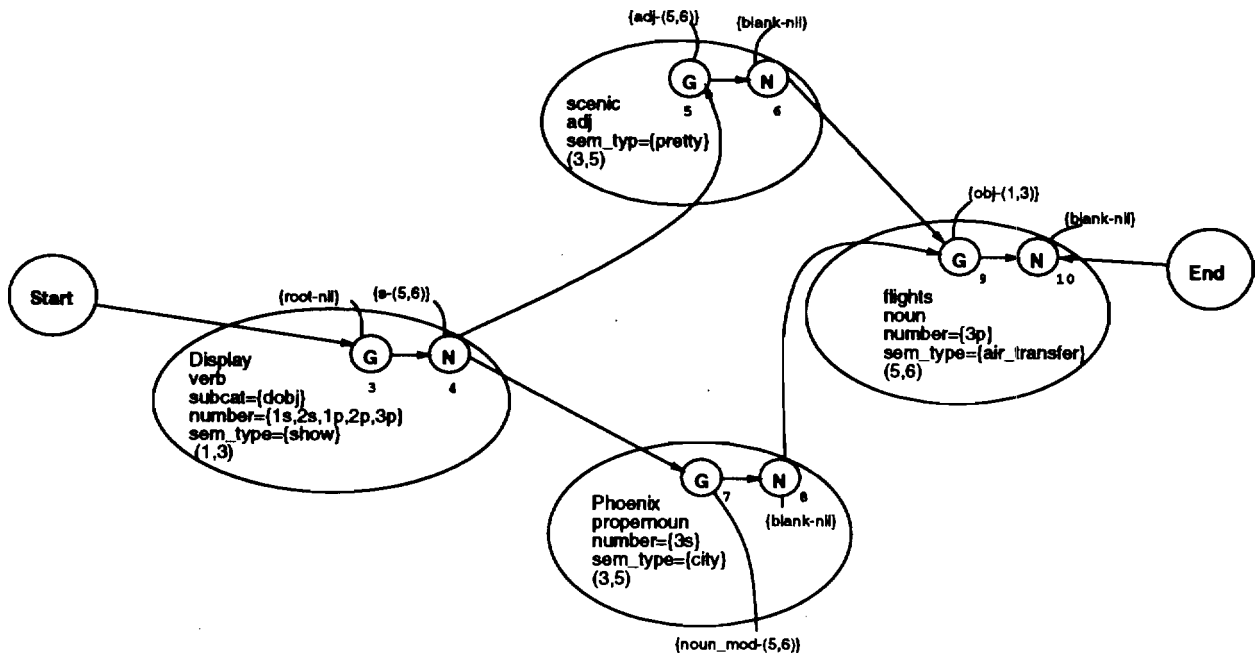 {adj-(5,6)}
{blank-nil}
G
N
5
6
scenic
adj
sem_typ={pretty}
(3,5)
{obj-(1,3)}
{blank-nil}
G
N
9
10
End
flights
noun
number={3p}
sem_type={air_transfer}
(5,6)
Start
{root-nil}
{s-(5,6)}
G
N
3
4
Display
verb
subcat={dobj}
number={1s,2s,1p,2p,3p}
sem_type={show}
(1,3)
G
N
7
8
{blank-nil}
Phoenix
propernoun
number={3s}
sem_type={city}
(3,5)
{noun_mod-(5,6)}